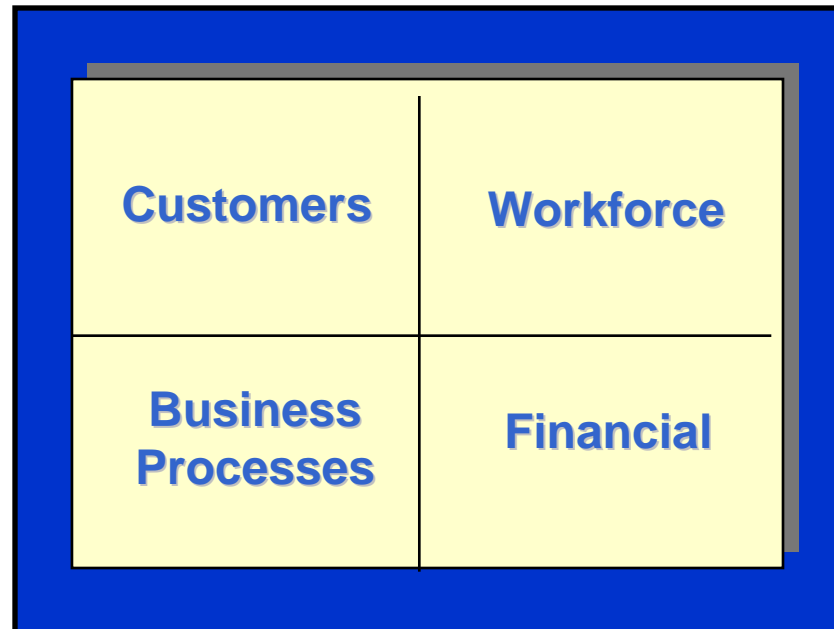 Customers
Workforce
Business
Processes
Financial